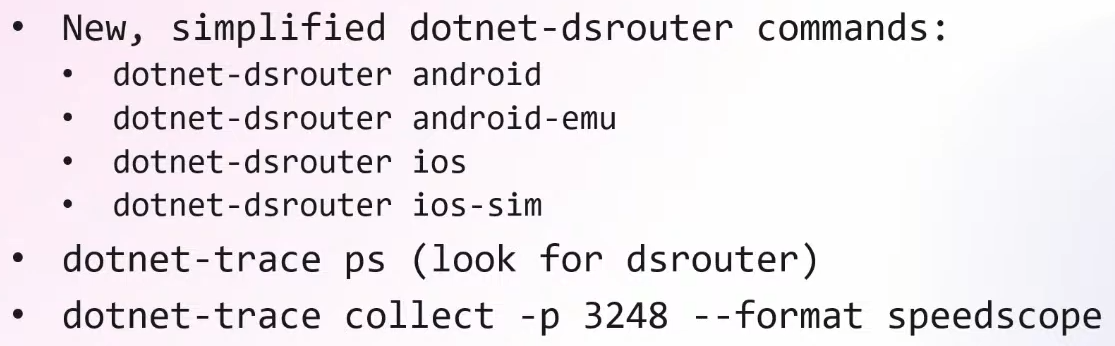 • New, simplified dotnet-dsrouter commands:
• dotnet-dsrouter android
• dotnet-dsrouter android-emu
• dotnet-dsrouter ios
• dotnet-dsrouter ios-sim
• dotnet-trace ps (look for dsrouter)
• dotnet-trace collect -p 3248 --format speedscope